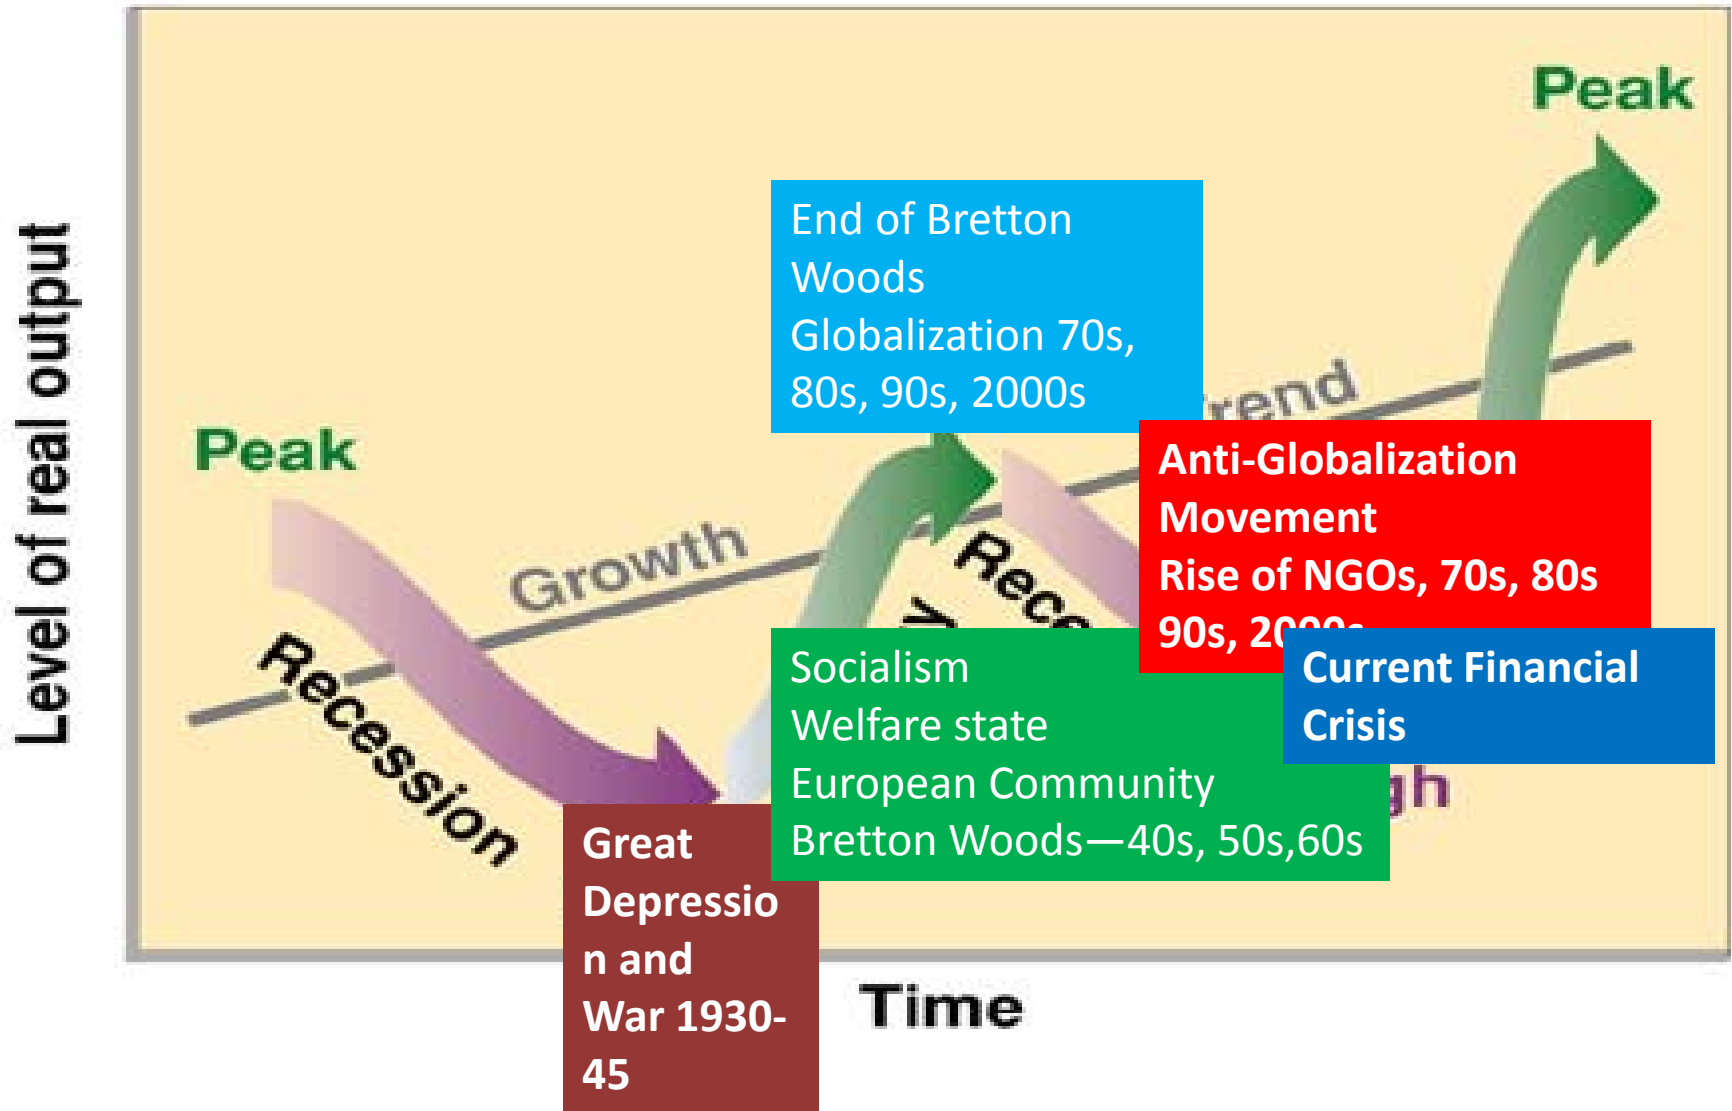 Peak
End of Bretton
Woods
Globalization 70s,
80s, 90s, 2000s
Peak
Growth
Anti-Globalization
Movement
Rise of NGOs, 70s, 80s
90s,
Recession
Socialism
Welfare state
European Community
Bretton Woods—40s, 50s,60s
Current Financial
Crisis
Great
Depressio
n and
War 1930-
45
Level of real output
Time